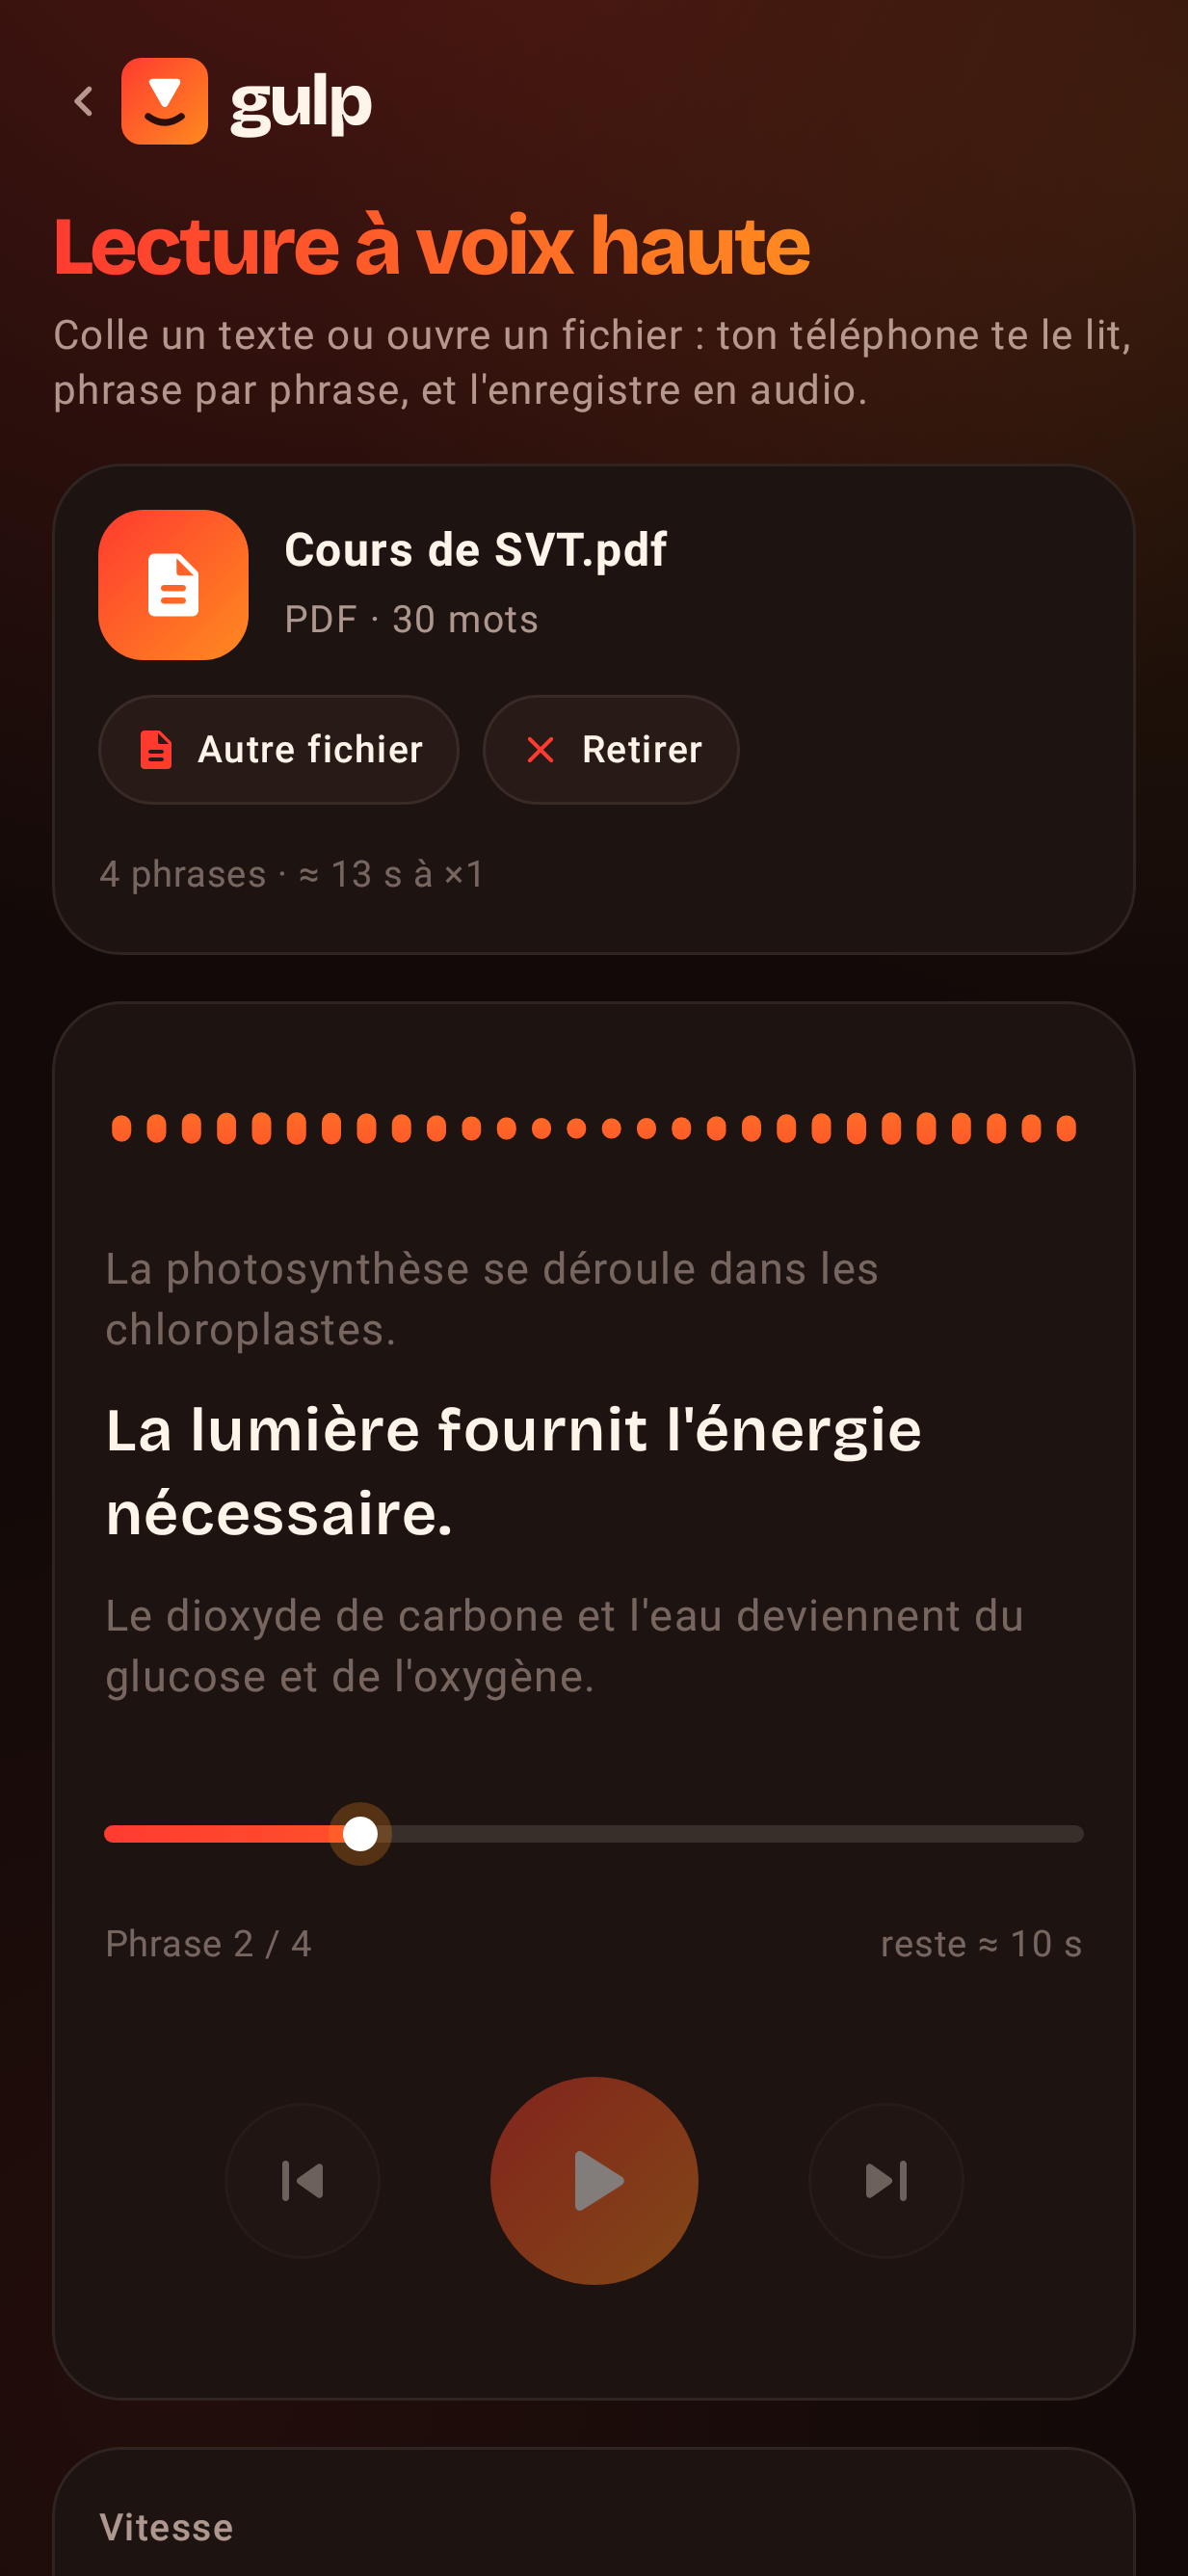 gulp
Lecture à voix haute
Colle un texte ou ouvre un fichier : ton téléphone te le lit,
phrase par phrase, et l'enregistre en audio.
Cours de SVT.pdf
PDF · 30 mots
Autre fichier
Retirer
4 phrases · ≈ 13 s à ×1
La photosynthèse se déroule dans les
chloroplastes.
La lumière fournit l'énergie
nécessaire.
Le dioxyde de carbone et l'eau deviennent du
glucose et de l'oxygène.
Phrase 2 / 4
reste ≈ 10 s
Vitesse